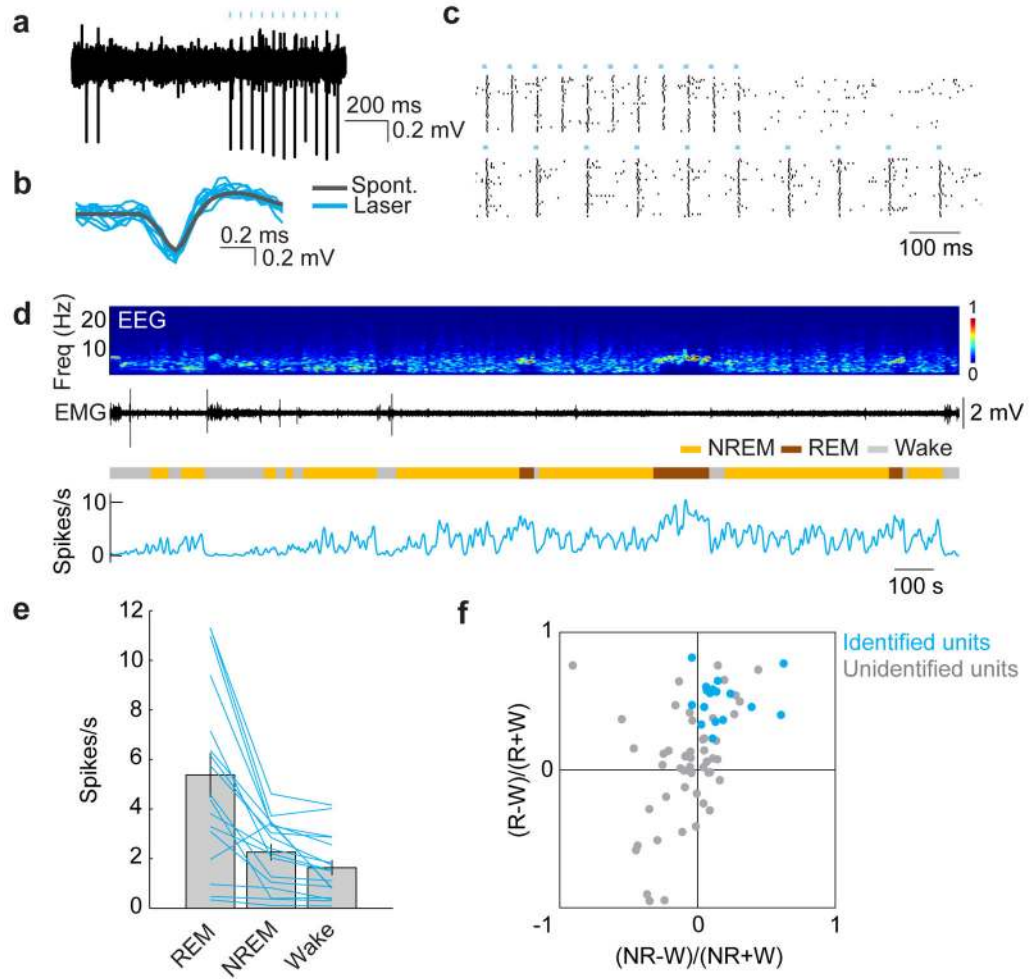 a
200 ms
0.2 mV
b
Spont.
Laser
0.2 ms
0.2 mV
c
100 ms
d
Freq (Hz)
20
10
EEG
1
0
EMG
2 mV
NREM
REM
Wake
Spikes/s
10
0
100 s
e
Spikes/s
12
10
8
6
4
2
0
REM
NREM
Wake
f
Identified units
Unidentified units
(R-W)/(R+W)
1
0
-1
0
1
(NR-W)/(NR+W)